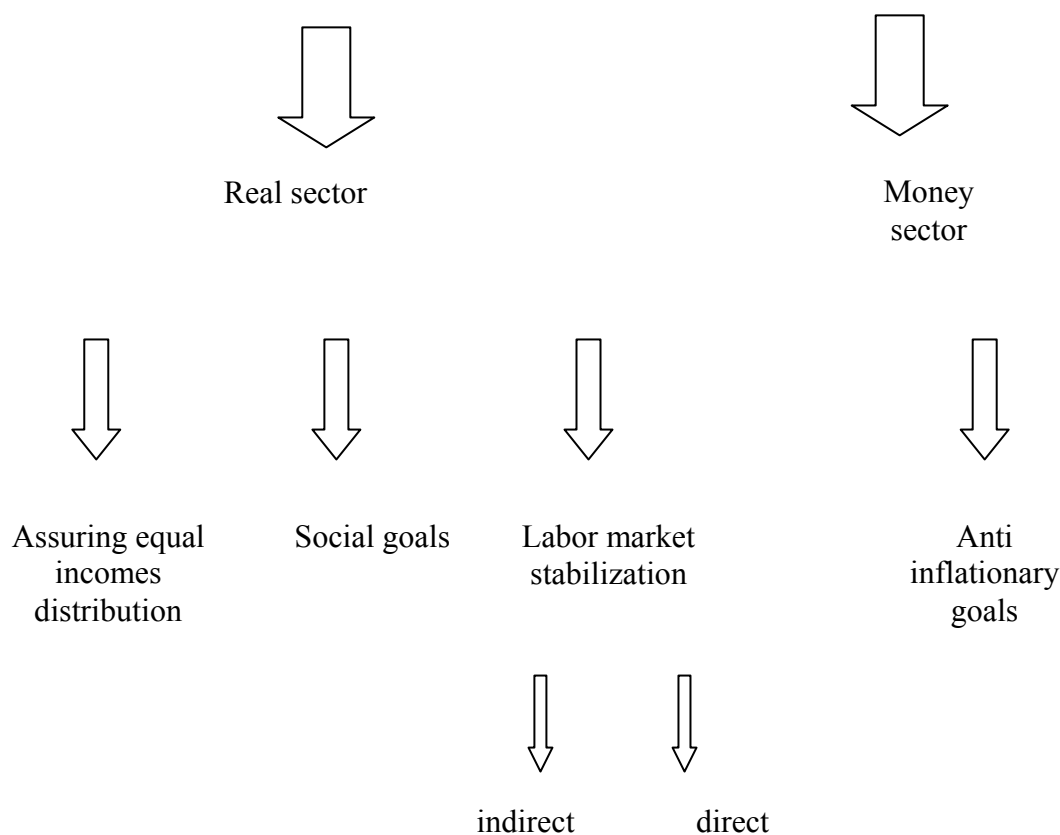 Real sector
Money
sector
Assuring equal
incomes
distribution
Social goals
Labor market
stabilization
Anti
inflationary
goals
indirect
direct